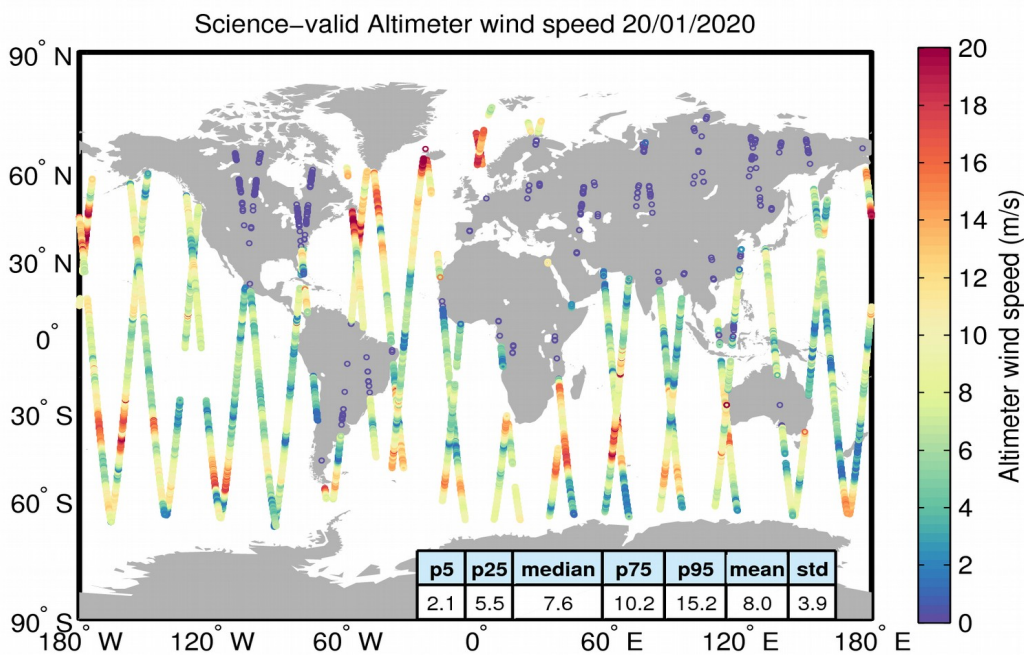 Science−valid Altimeter wind speed 20/01/2020
90° N
60° N
30° N
0°
30° S
60° S
90° S
180° W
120° W
60° W
0°
60° E
120° E
180° E
20
18
16
14
12
10
8
6
4
2
0
Altimeter wind speed (m/s)
p5 p25 median p75 p95 mean std
2.1 5.5 7.6 10.2 15.2 8.0 3.9